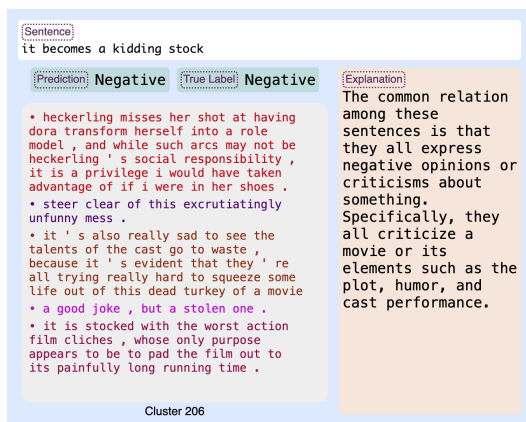 Sentence
it becomes a kidding stock
Prediction Negative True Label Negative
• heckerling misses her shot at having
dora transform herself into a role
model , and while such arcs may not be
heckerling ' s social responsibility ,
it is a privilege i would have taken
advantage of if i were in her shoes .
• steer clear of this excrutiatingly
unfunny mess .
• it ' s also really sad to see the
talents of the cast go to waste ,
because it ' s evident that they ' re
all trying really hard to squeeze some
life out of this dead turkey of a movie
• a good joke , but a stolen one .
• it is stocked with the worst action
film cliches , whose only purpose
appears to be to pad the film out to
its painfully long running time .
Cluster 206
Explanation
The common relation
among these
sentences is that
they all express
negative opinions or
criticisms about
something.
Specifically, they
all criticize a
movie or its
elements such as the
plot, humor, and
cast performance.